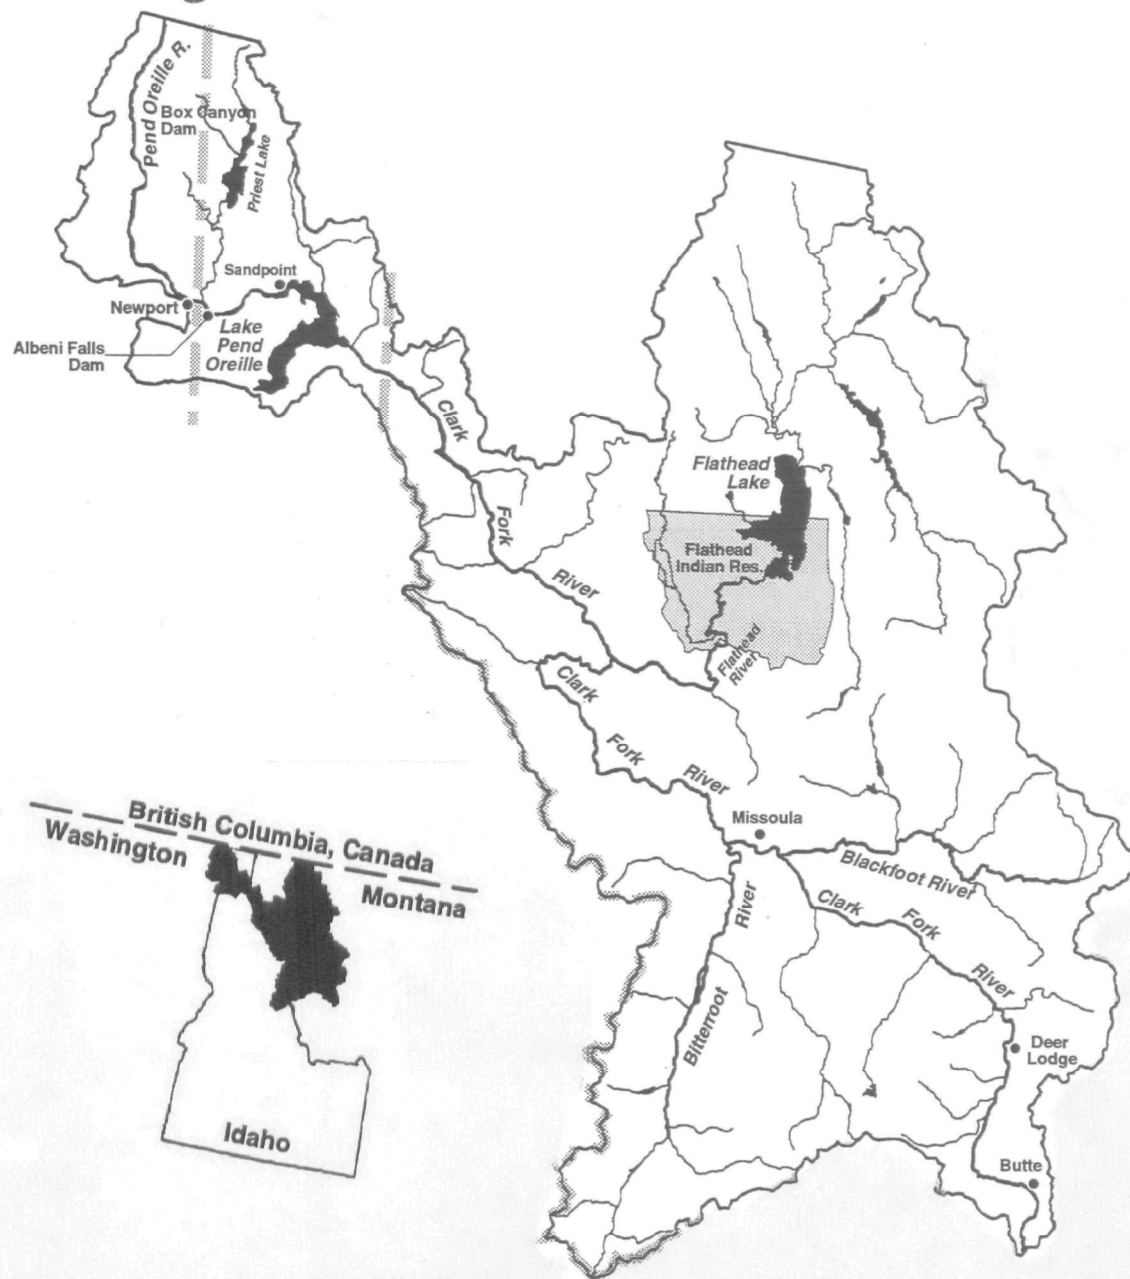 Pend Oreille R.
Box Canyon
Dam
Priest Lake
Sandpoint
Newport
Albeni Falls
Dam
Lake
Pend
Oreille
Clark
Fork
River
Flathead
Lake
Flathead
Indian Res.
Flathead
River
Clark
Fork
River
Missoula
Blackfoot River
Clark
Fork
River
Bitterroot
River
Deer
Lodge
Butte
British Columbia, Canada
Washington
Montana
Idaho